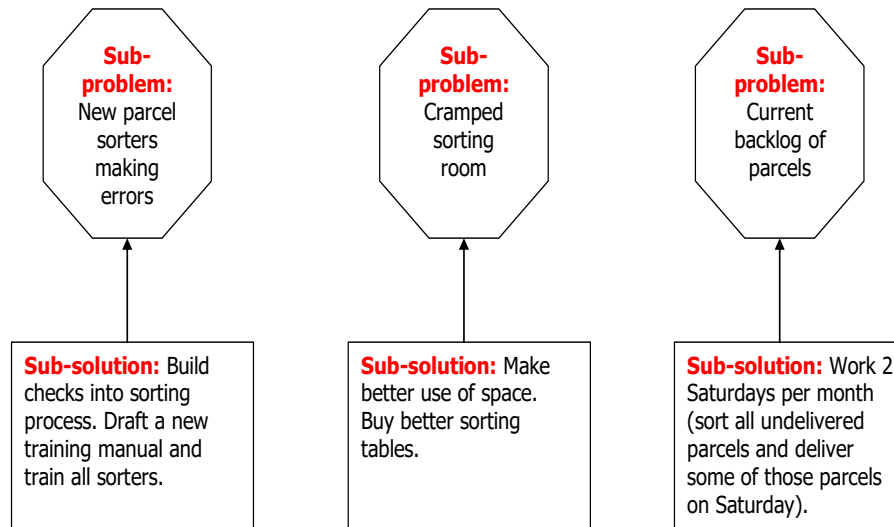 Sub-
problem:
New parcel
sorters
making
errors
Sub-
problem:
Cramped
sorting
room
Sub-
problem:
Current
backlog of
parcels
Sub-solution: Build
checks into sorting
process. Draft a new
training manual and
train all sorters.
Sub-solution: Make
better use of space.
Buy better sorting
tables.
Sub-solution: Work 2
Saturdays per month
(sort all undelivered
parcels and deliver
some of those parcels
on Saturday).